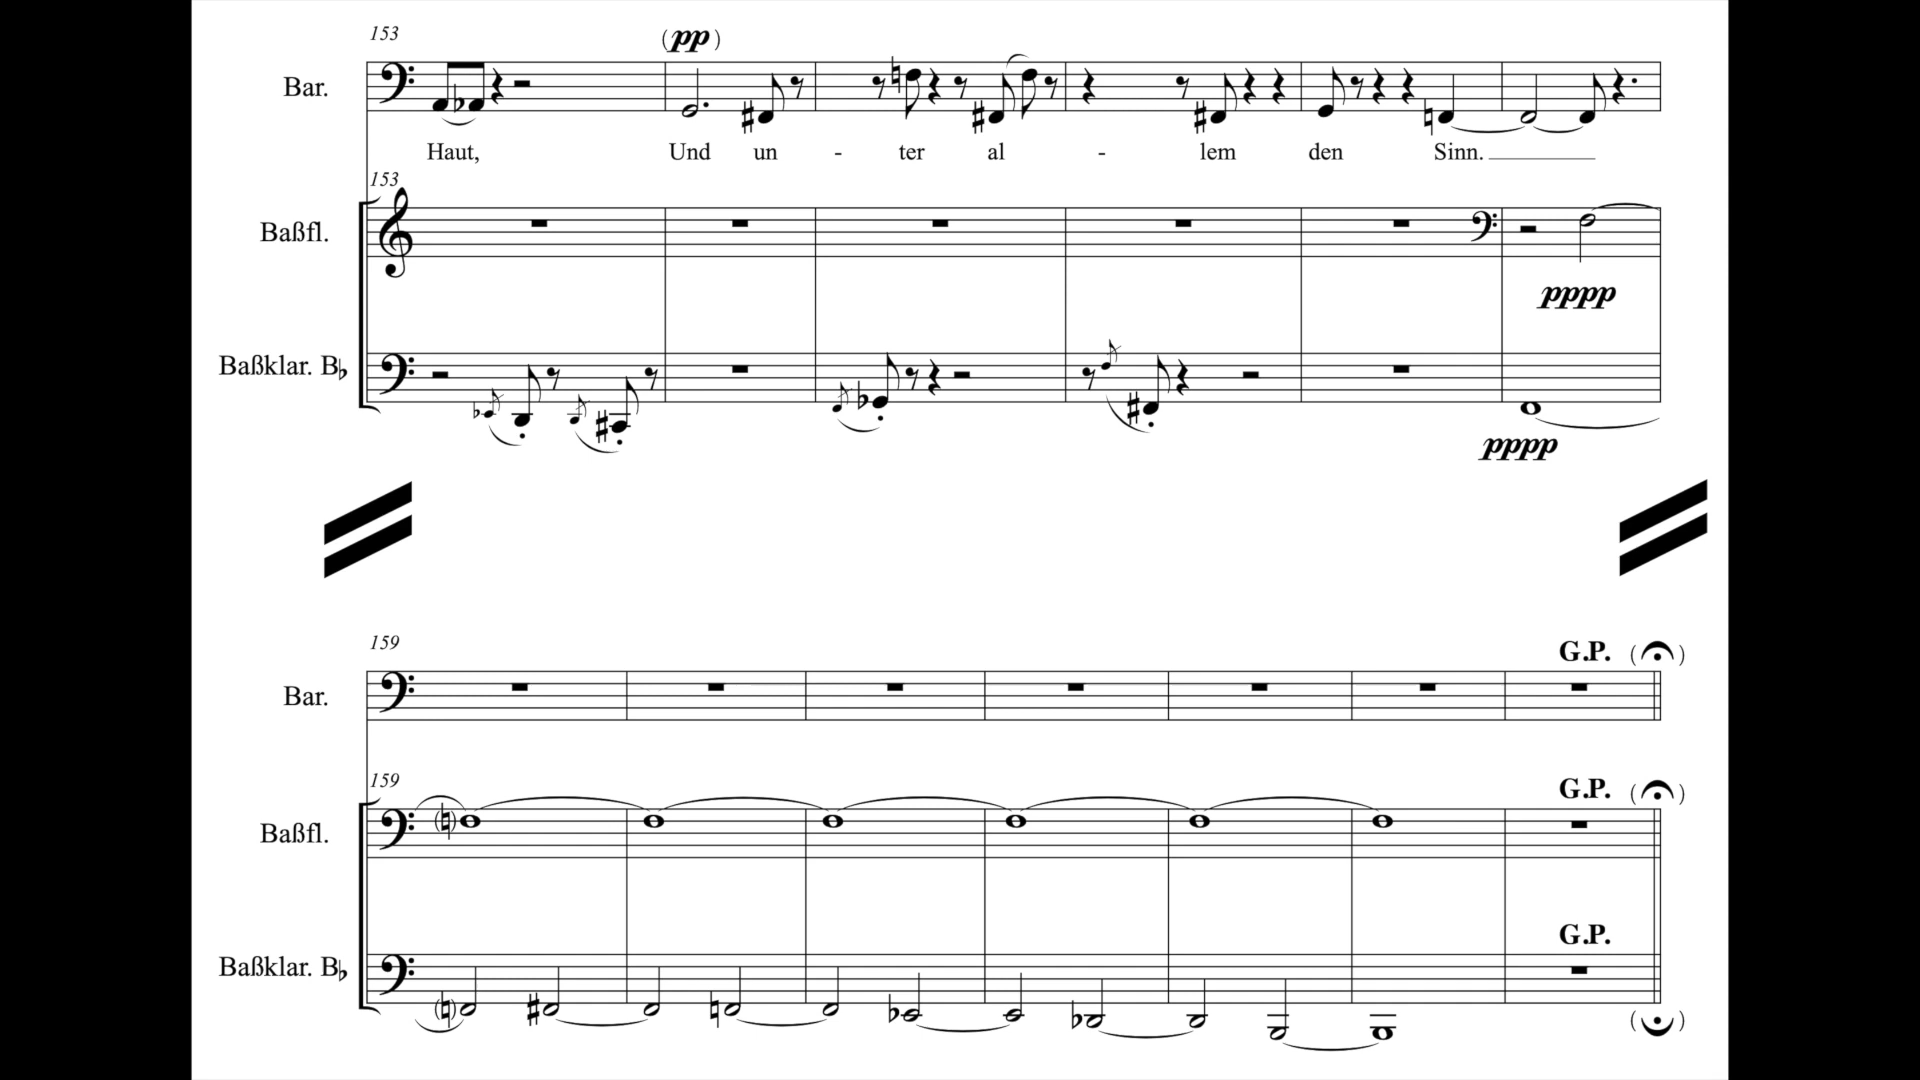 153
(pp)
Bar.
Haut, Und un - ter al - lem den Sinn.
153
Baßfl.
pppp
Baßklar. B♭
pppp
159
G.P.
Bar.
159
G.P.
Baßfl.
G.P.
Baßklar. B♭